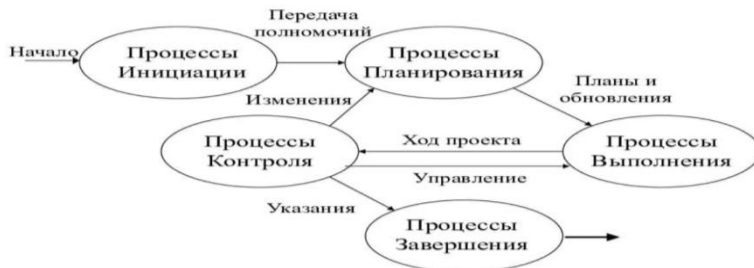 Передача
полномочий
Начало
Процессы
Инициации
Процессы
Планирования
Изменения
Планы и
обновления
Процессы
Контроля
Ход проекта
Управление
Процессы
Выполнения
Указания
Процессы
Завершения